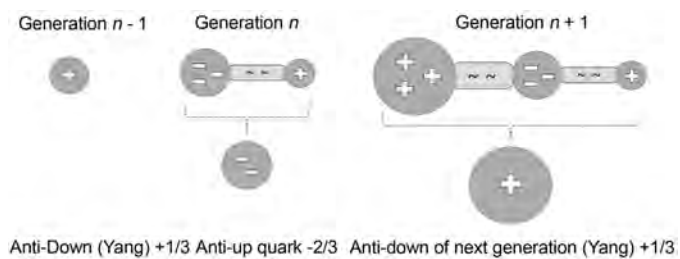 Generation n - 1 Generation n Generation n + 1
+ - - - ~ ~ + + + + ~ ~ - - - ~ ~ +
- - +
Anti-Down (Yang) +1/3 Anti-up quark -2/3 Anti-down of next generation (Yang) +1/3